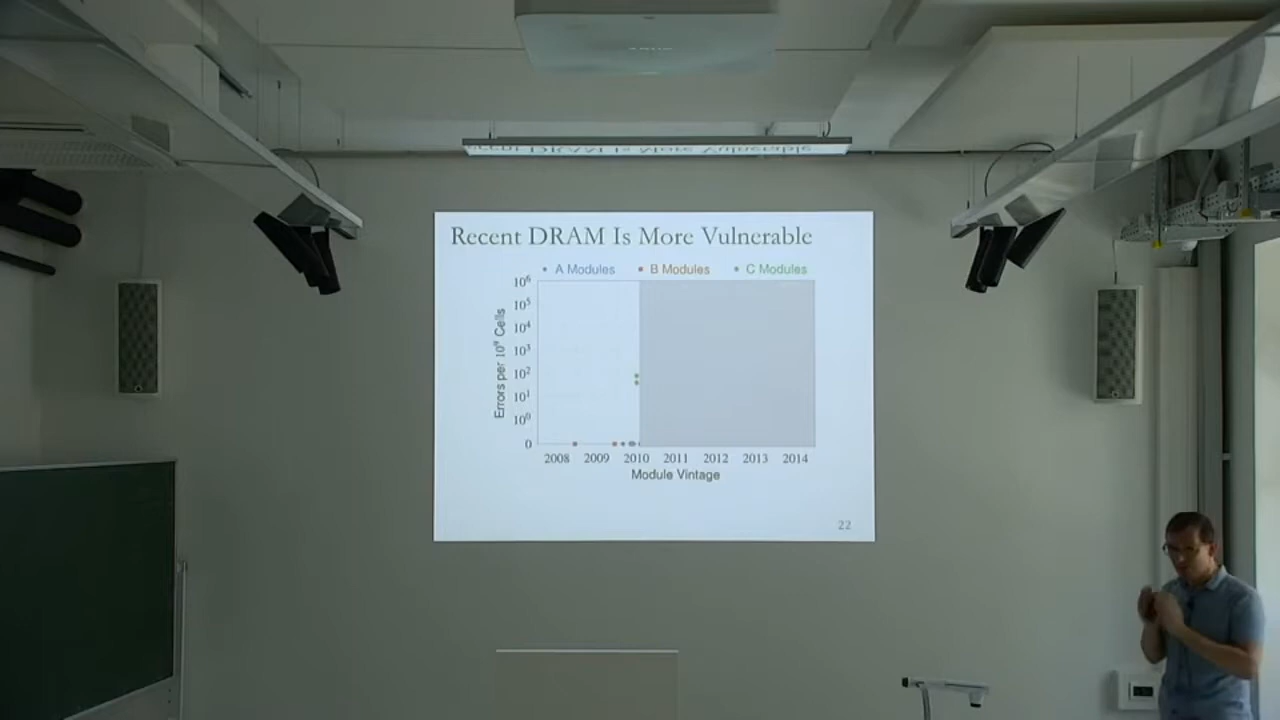 Recent DRAM Is More Vulnerable
A Modules B Modules C Modules
10⁶
10⁵
10⁴
10³
10²
10¹
10⁰
0
Errors per 10⁹ Cells
2008 2009 2010 2011 2012 2013 2014
Module Vintage
22